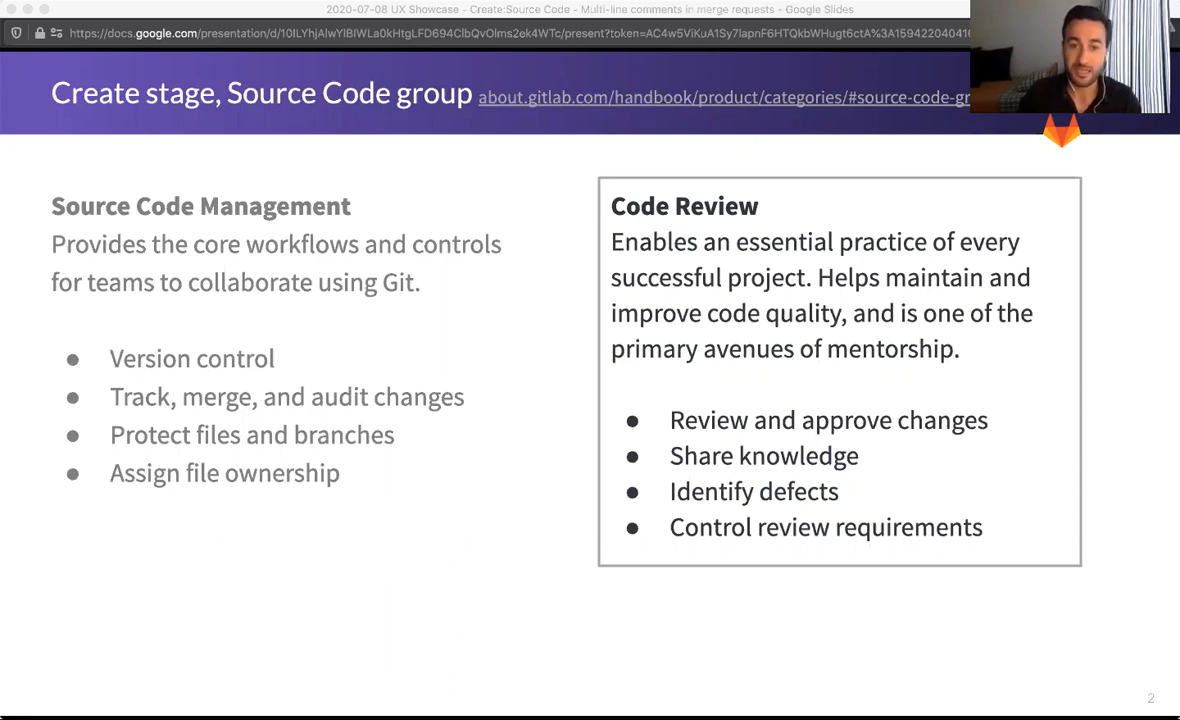 2020-07-08 UX Showcase - Create:Source Code - Multi-line comments in merge requests - Google Slides
Create stage, Source Code group about.gitlab.com/handbook/product/categories/#source-code-gr
Source Code Management
Provides the core workflows and controls
for teams to collaborate using Git.
● Version control
● Track, merge, and audit changes
● Protect files and branches
● Assign file ownership
Code Review
Enables an essential practice of every
successful project. Helps maintain and
improve code quality, and is one of the
primary avenues of mentorship.
● Review and approve changes
● Share knowledge
● Identify defects
● Control review requirements
2